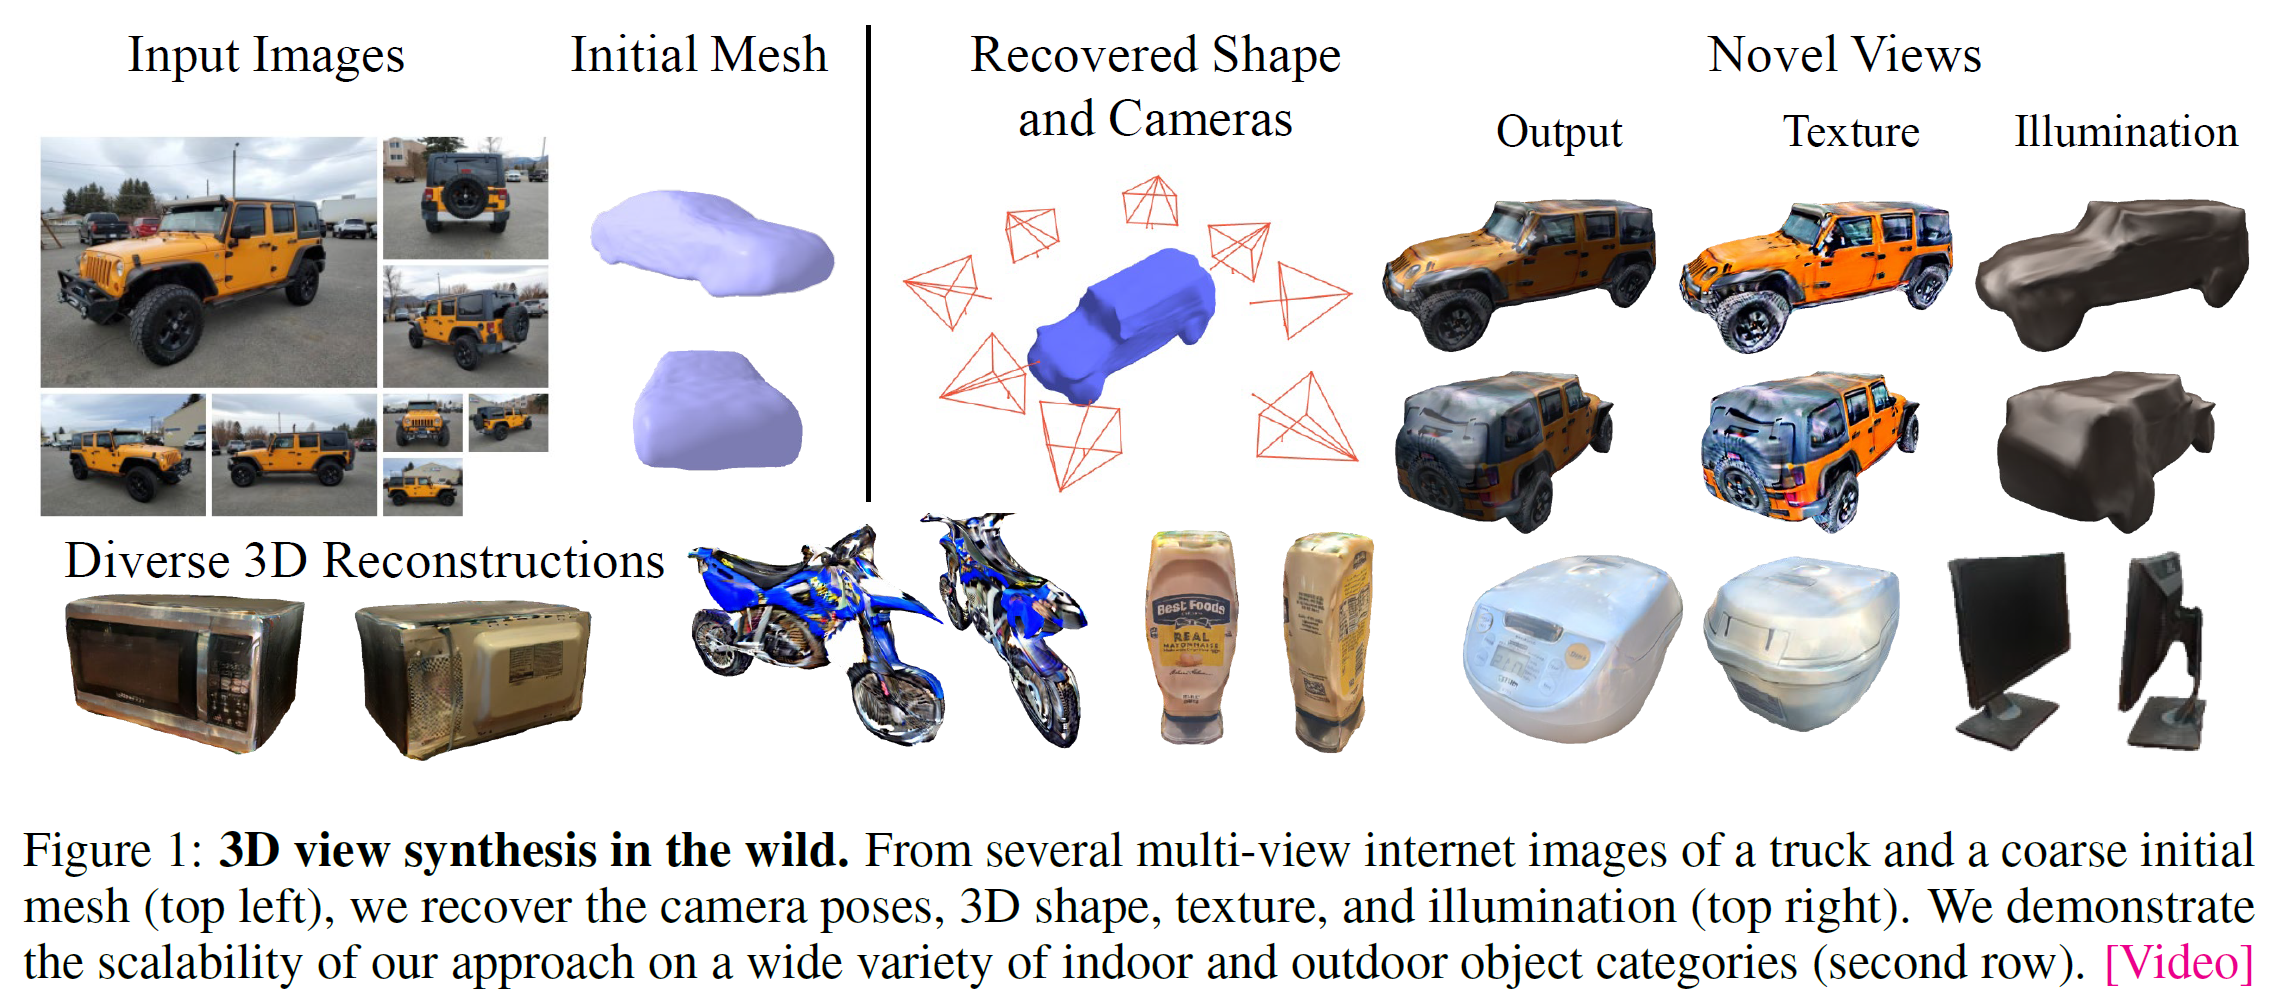 Input Images
Initial Mesh
Recovered Shape
and Cameras
Novel Views
Output
Texture
Illumination
Diverse 3D Reconstructions
Best Foods
REAL
MAYONNAISE
Figure 1: 3D view synthesis in the wild. From several multi-view internet images of a truck and a coarse initial
mesh (top left), we recover the camera poses, 3D shape, texture, and illumination (top right). We demonstrate
the scalability of our approach on a wide variety of indoor and outdoor object categories (second row). [Video]